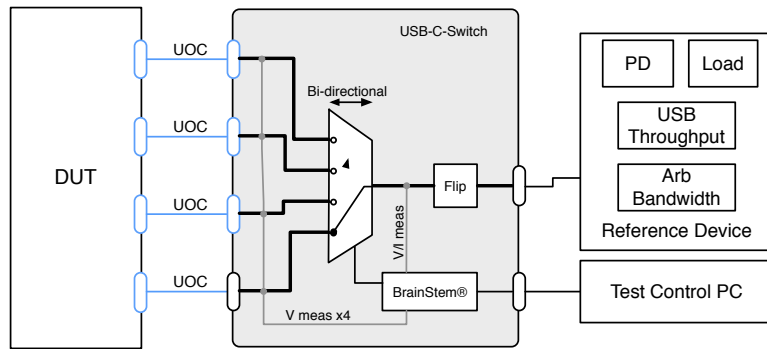 USB-C-Switch
DUT
UOC
UOC
UOC
UOC
Bi-directional
Flip
V/I meas
BrainStem®
V meas x4
PD
Load
USB
Throughput
Arb
Bandwidth
Reference Device
Test Control PC